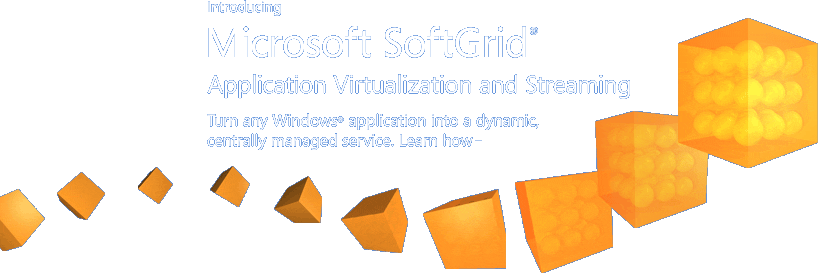 Introducing
Microsoft SoftGrid®
Application Virtualization and Streaming
Turn any Windows® application into a dynamic,
centrally managed service. Learn how–